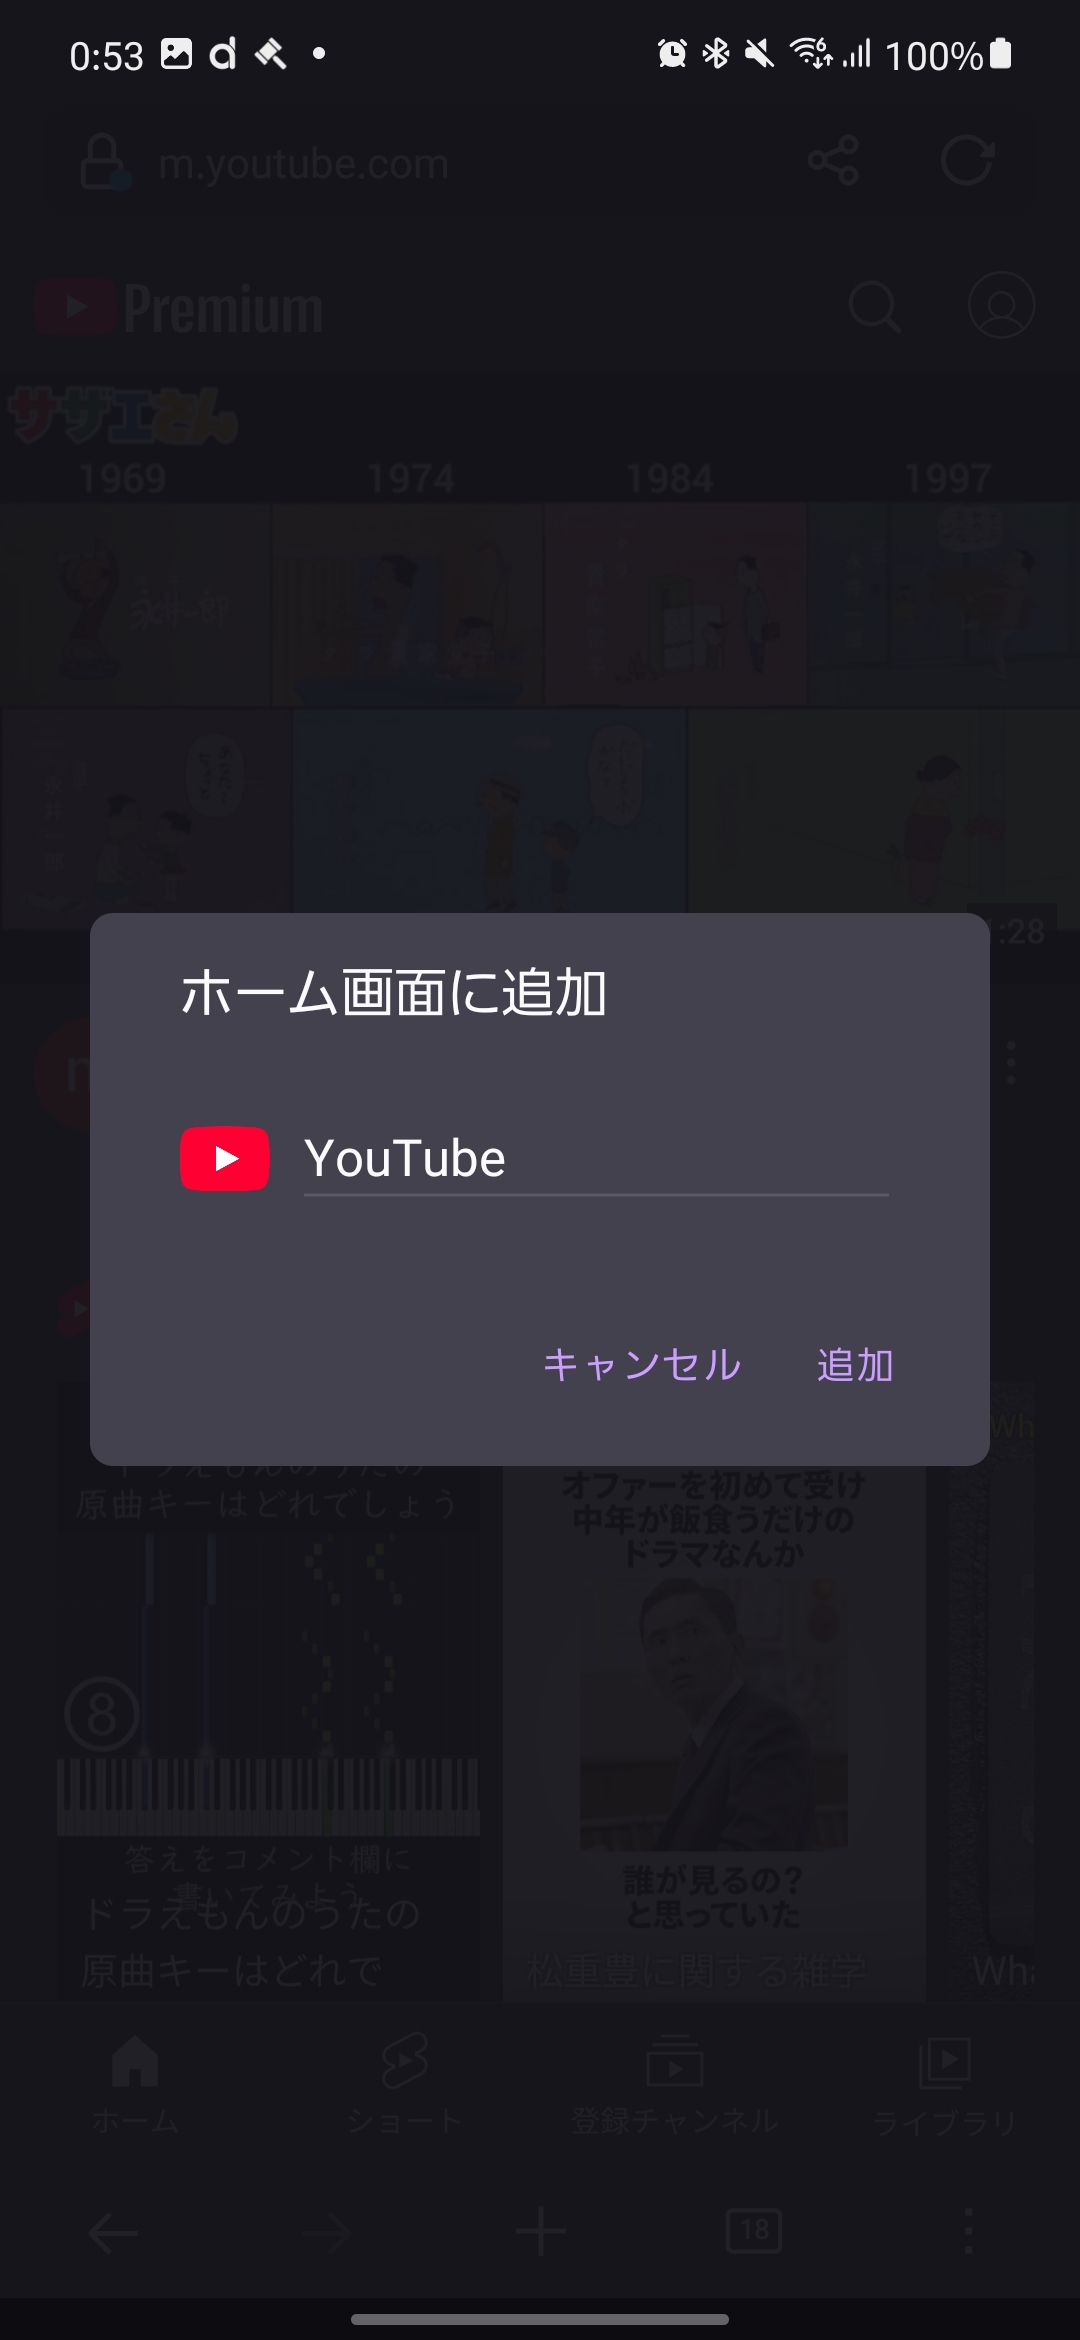 0:53
100%
m.youtube.com
Premium
サザエさん
1969 1974 1984 1997
:28
ホーム画面に追加
YouTube
キャンセル 追加
Wh
原曲キーはどれでしょう
オファーを初めて受け
中年が飯食うだけの
ドラマなんか
8
答えをコメント欄に
書いてみよう
ドラえもんのうたの
原曲キーはどれで
誰が見るの?
と思っていた
松重豊に関する雑学
Wha
ホーム ショート 登録チャンネル ライブラリ
18